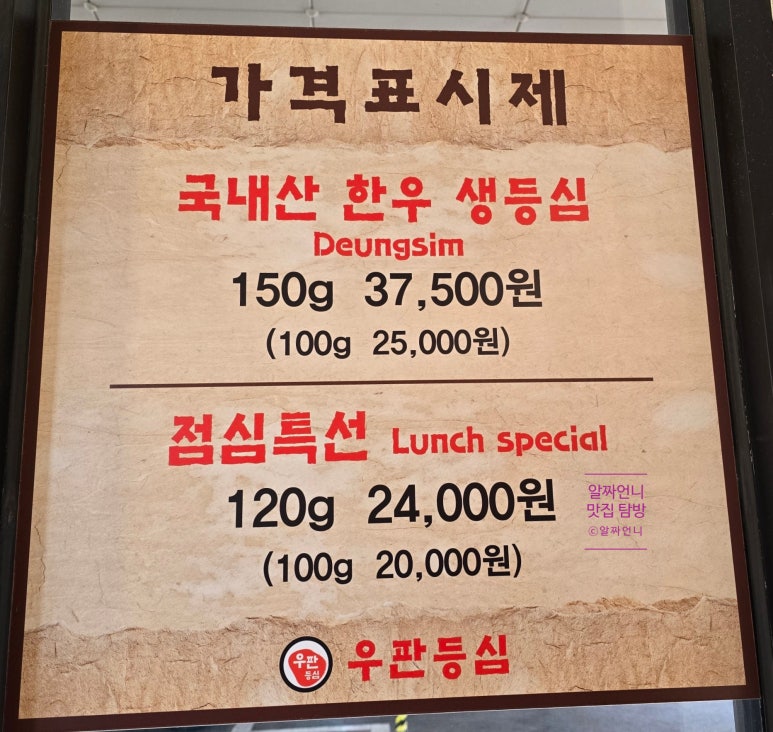 가격표시제
국내산 한우 생등심
Deungsim
150g 37,500원
(100g 25,000원)
점심특선 Lunch special
120g 24,000원
(100g 20,000원)
알짜언니
맛집 탐방
©알짜언니
우판
등심
우판등심